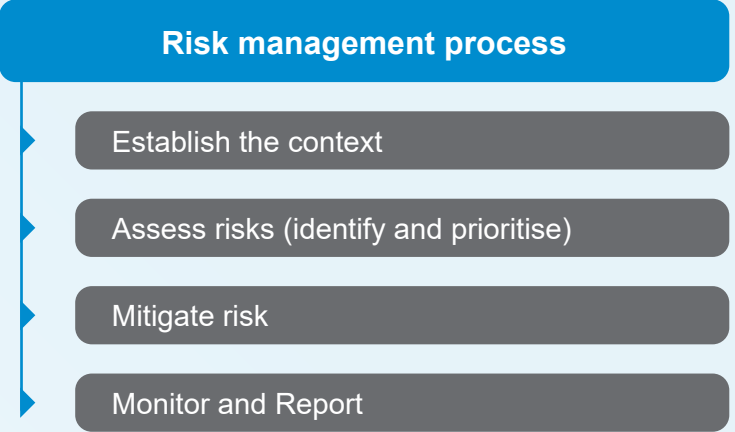 Risk management process
Establish the context
Assess risks (identify and prioritise)
Mitigate risk
Monitor and Report